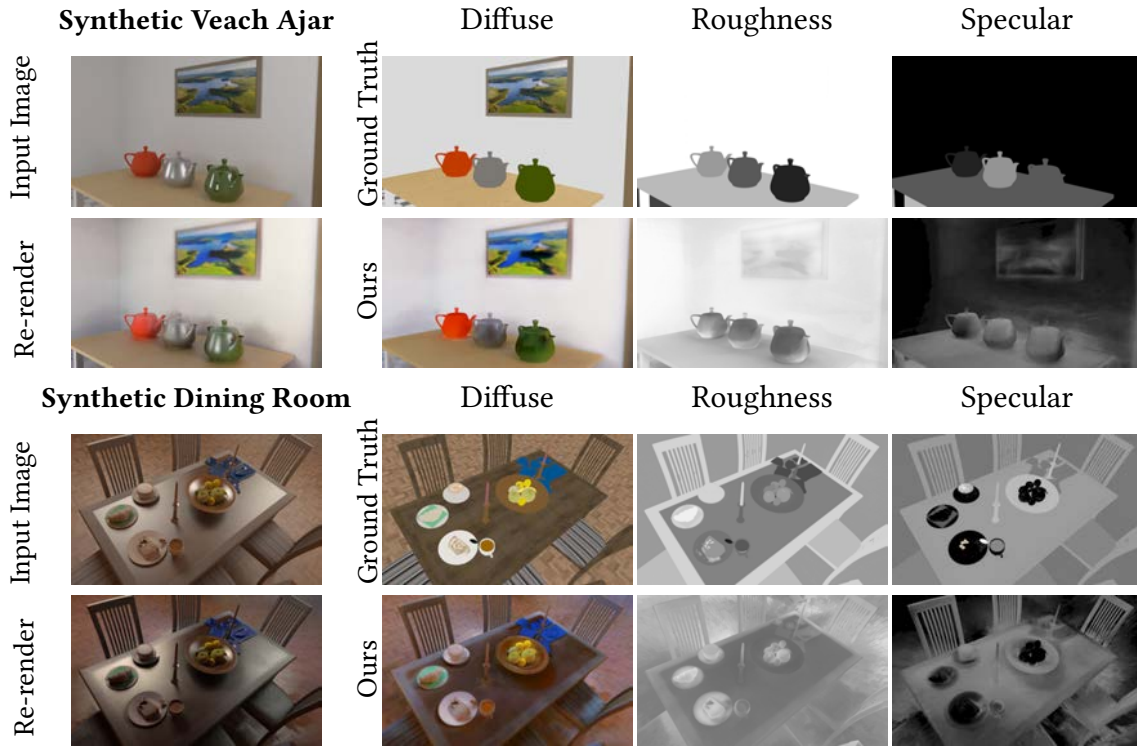 Synthetic Veach Ajar Diffuse Roughness Specular
Input Image
Ground Truth
Re-render
Ours
Synthetic Dining Room Diffuse Roughness Specular
Input Image
Ground Truth
Re-render
Ours